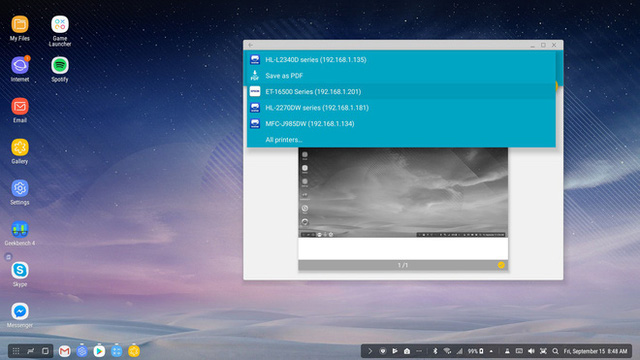 My Files
Game
Launcher
Internet
Spotify
Email
Gallery
Settings
Geekbench 4
Skype
Messenger
HL-L2340D series (192.168.1.135)
PDF
Save as PDF
ET-16500 Series (192.168.1.201)
HL-2270DW series (192.168.1.181)
MFC-J985DW (192.168.1.134)
All printers...
1 /1
99%
Fri, September 15 8:48 AM